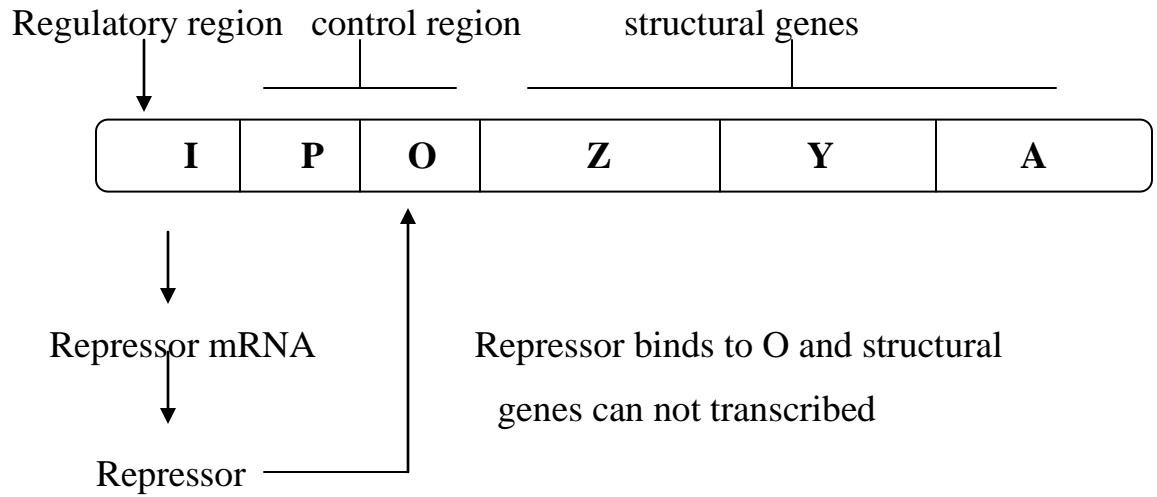 Regulatory region control region structural genes
I P O Z Y A
Repressor mRNA
Repressor binds to O and structural
genes can not transcribed
Repressor